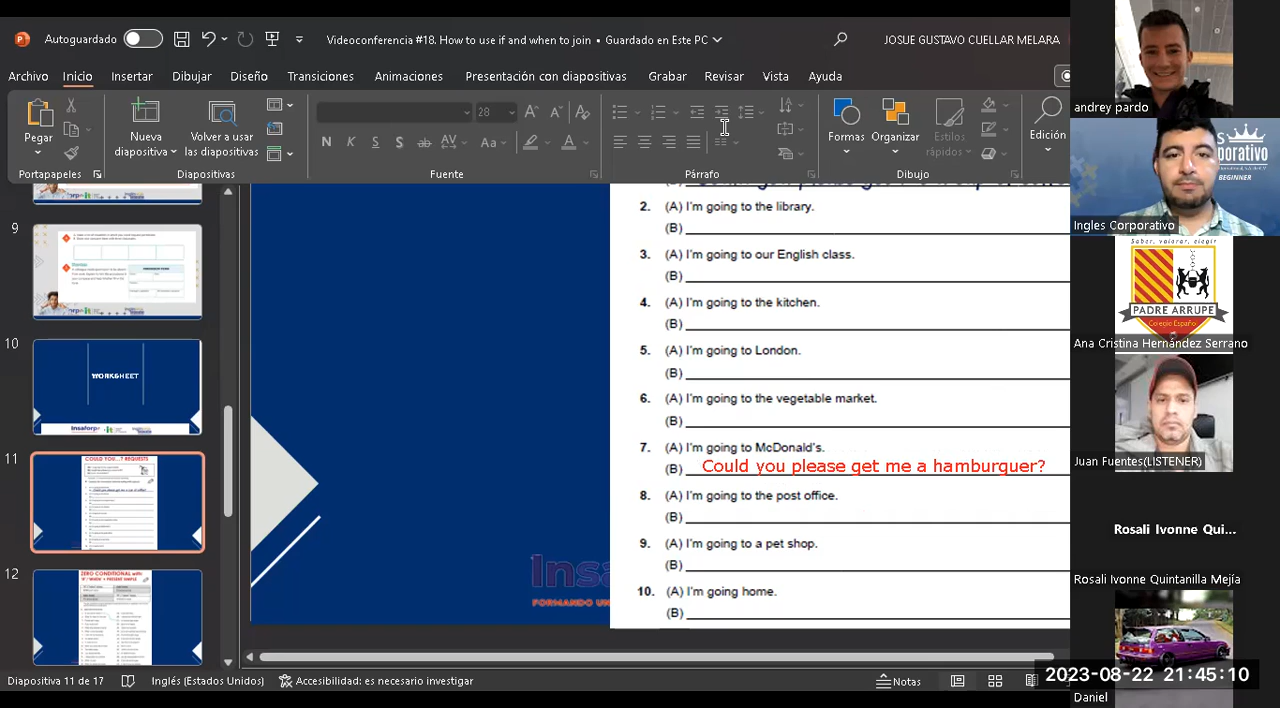 Autoguardado
Videoconferencia #18. How to use if and when to join • Guardado en Este PC
JOSUE GUSTAVO CUELLAR MELARA
Archivo Inicio Insertar Dibujar Diseño Transiciones Animaciones Presentación con diapositivas Grabar Revisar Vista Ayuda
28
Pegar
Nueva diapositiva
Volver a usar las diapositivas
Formas
Organizar
Estilos rápidos
Edición
Portapapeles
Diapositivas
Fuente
Párrafo
Dibujo
9
10
WORKSHEET
Insaforp
11
COULD YOU...? REQUESTS
12
ZERO CONDITIONAL with:
2. (A) I'm going to the library.
(B)
3. (A) I'm going to our English class.
(B)
4. (A) I'm going to the kitchen.
(B)
5. (A) I'm going to London.
(B)
6. (A) I'm going to the vegetable market.
(B)
7. (A) I'm going to McDonald's.
(B) Could you pease get me a hamburguer?
8. (A) I'm going to the post office.
(B)
9. (A) I'm going to a pet shop.
(B)
10. (A) I'm going home.
(B)
Insa
FORMANDO UN
Diapositiva 11 de 17
Inglés (Estados Unidos)
Accesibilidad: es necesario investigar
Notas
andrey pardo
BEGINNER
Ingles Corporativo
Saber, valorar, elegir
PADRE ARRUPE
Colegio Español
Ana Cristina Hernández Serrano
Juan Fuentes(LISTENER)
Rosali Ivonne Qui...
Rosali Ivonne Quintanilla Mejía
2023-08-22 21:45:10
Daniel